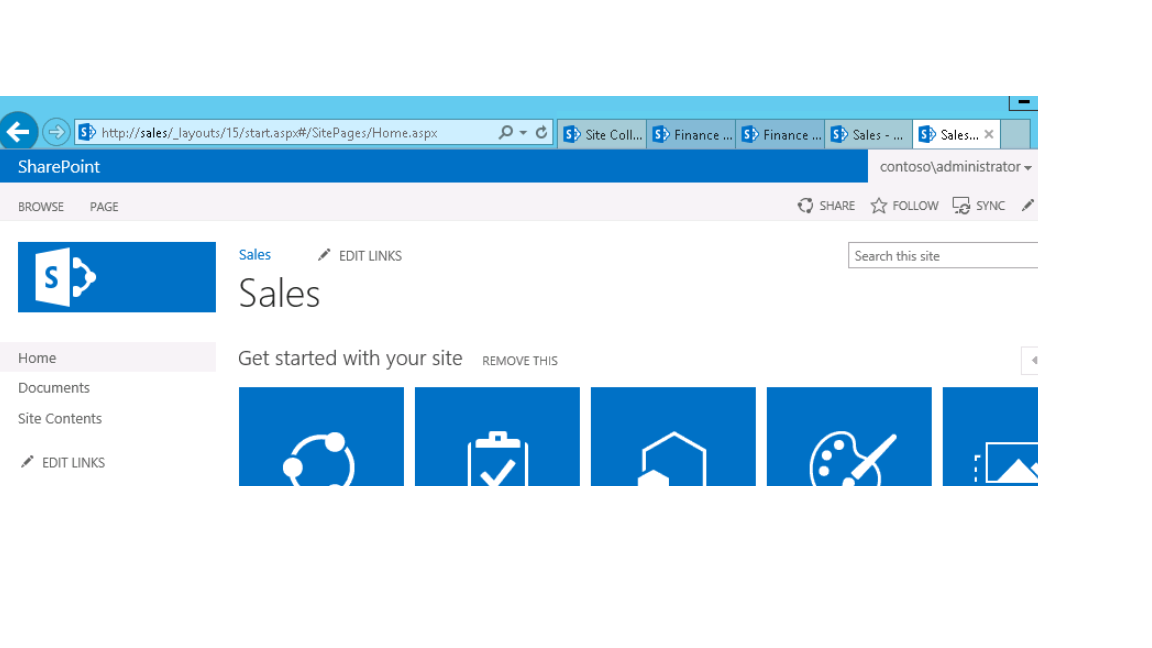 http://sales/_layouts/15/start.aspx#/SitePages/Home.aspx
Site Coll...
Finance ...
Finance ...
Sales - ...
Sales...
SharePoint
contoso\administrator
BROWSE
PAGE
SHARE
FOLLOW
SYNC
Sales
EDIT LINKS
Search this site
Sales
Home
Get started with your site
REMOVE THIS
Documents
Site Contents
EDIT LINKS